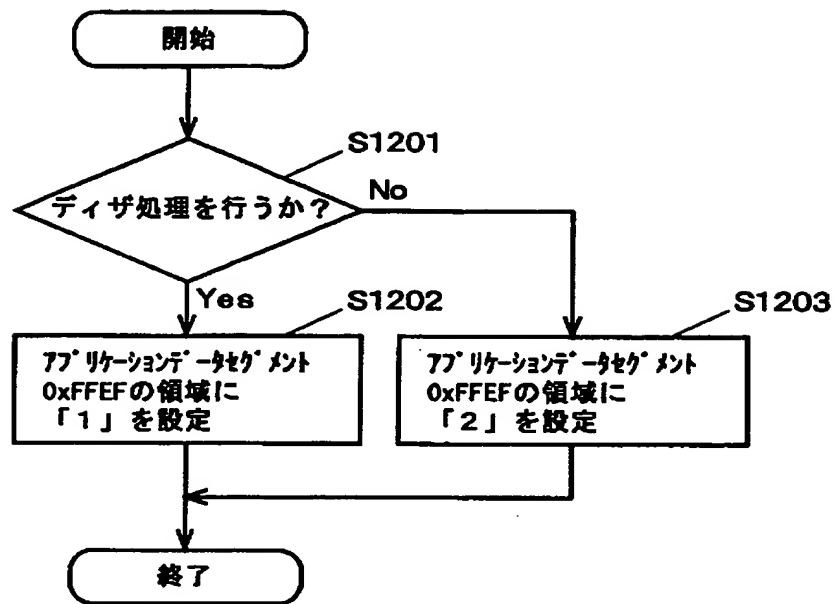 開始
S1201
ディザ処理を行うか？
No
Yes
S1202
S1203
ｱﾌﾟﾘｹｰｼｮﾝﾃﾞｰﾀｾｸﾞﾒﾝﾄ
0xFFEFの領域に
「1」を設定
ｱﾌﾟﾘｹｰｼｮﾝﾃﾞｰﾀｾｸﾞﾒﾝﾄ
0xFFEFの領域に
「2」を設定
終了